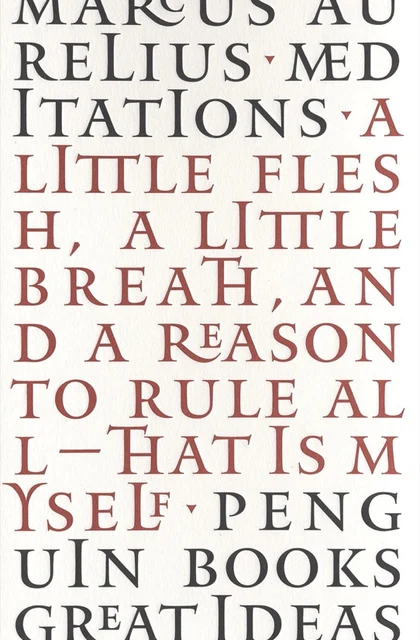 MARCUS AU
RELIUS · MED
ITATIONS · A
LITTLE FLES
H, A LITTLE
BREATH, AN
D A REASON
TO RULE AL
L—THAT IS M
YSELF · PENG
UIN BOOKS
GREAT IDEAS